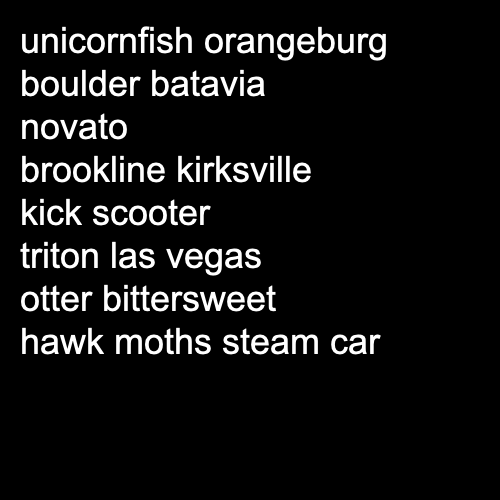 unicornfish orangeburg
boulder batavia
novato
brookline kirksville
kick scooter
triton las vegas
otter bittersweet
hawk moths steam car